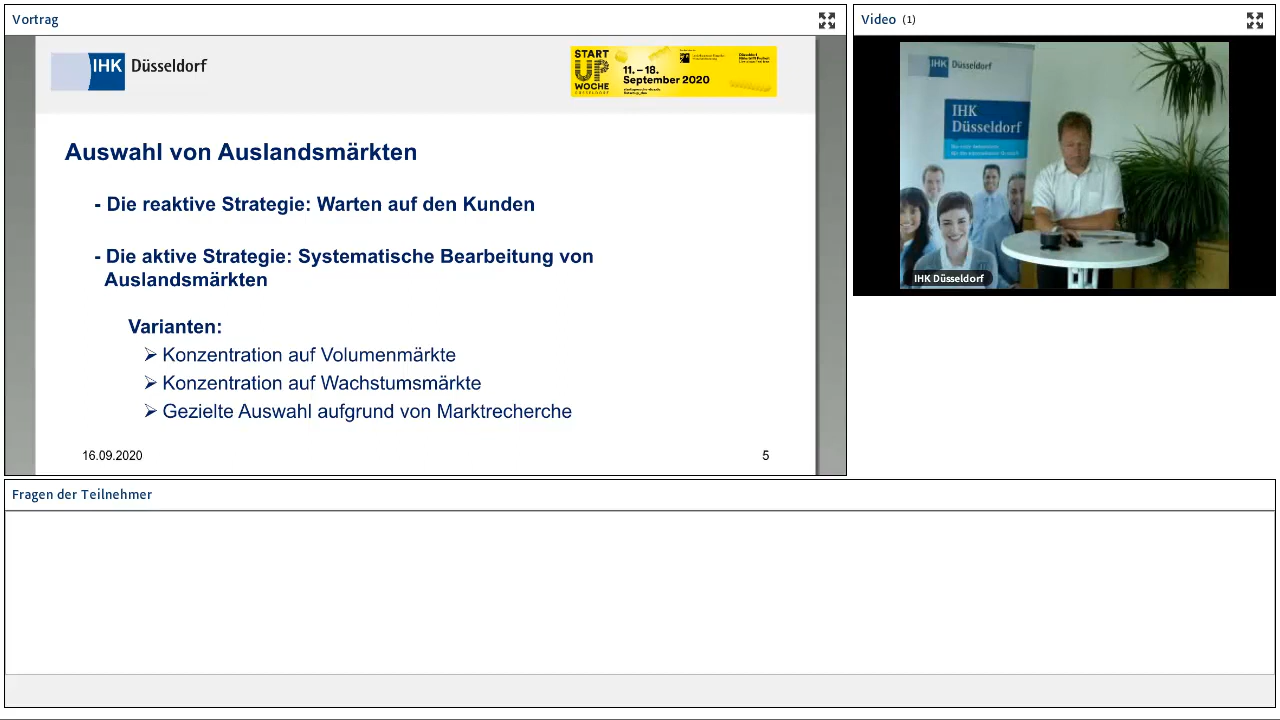 Vortrag
IHK Düsseldorf
START
UP
WOCHE
DÜSSELDORF
11. – 18.
September 2020
Auswahl von Auslandsmärkten
- Die reaktive Strategie: Warten auf den Kunden
- Die aktive Strategie: Systematische Bearbeitung von
Auslandsmärkten
Varianten:
➢ Konzentration auf Volumenmärkte
➢ Konzentration auf Wachstumsmärkte
➢ Gezielte Auswahl aufgrund von Marktrecherche
16.09.2020
5
Video (1)
IHK Düsseldorf
IHK
Düsseldorf
IHK Düsseldorf
Fragen der Teilnehmer